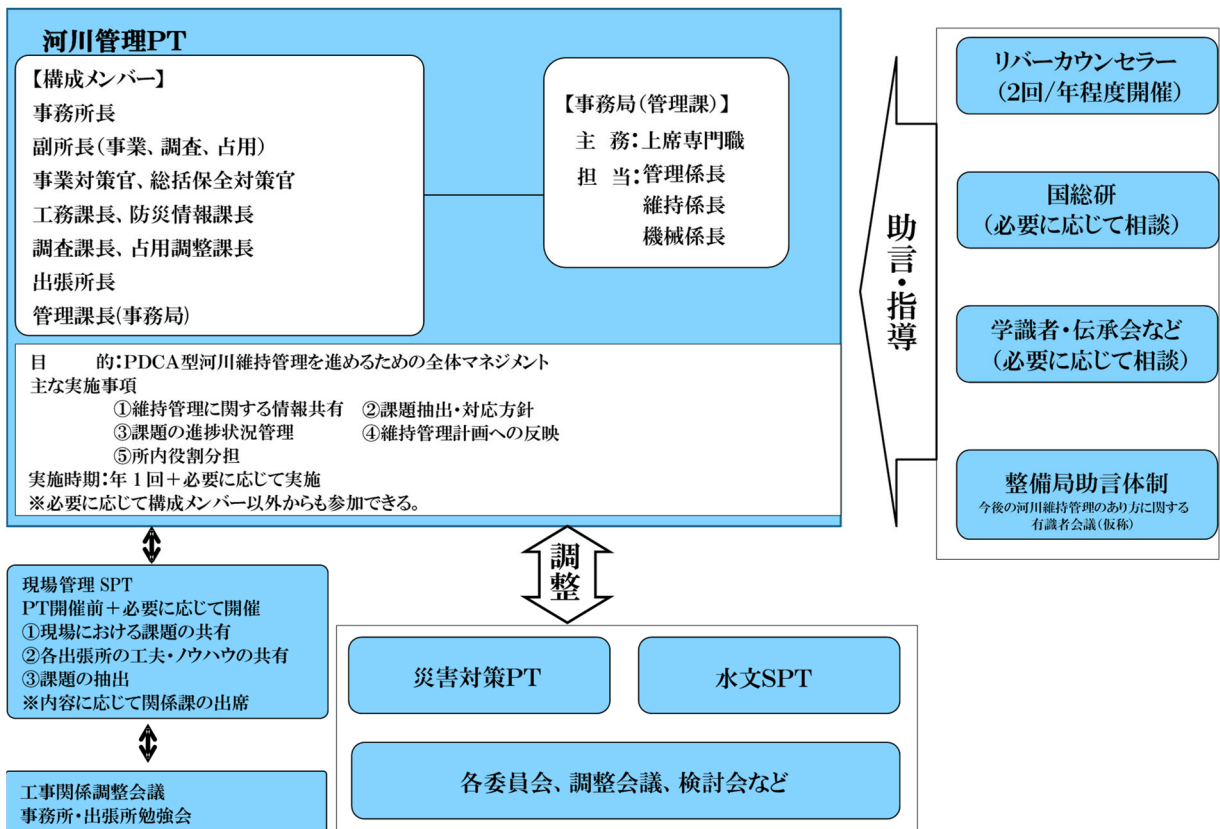 河川管理PT
【構成メンバー】
事務所長
副所長(事業、調査、占用)
事業対策官、総括保全対策官
工務課長、防災情報課長
調査課長、占用調整課長
出張所長
管理課長(事務局)
【事務局(管理課)】
主　務:上席専門職
担　当:管理係長
維持係長
機械係長
目　　的:PDCA型河川維持管理を進めるための全体マネジメント
主な実施事項
①維持管理に関する情報共有　②課題抽出・対応方針
③課題の進捗状況管理　④維持管理計画への反映
⑤所内役割分担
実施時期:年1回+必要に応じて実施
※必要に応じて構成メンバー以外からも参加できる。
助言・指導
リバーカウンセラー
(2回/年程度開催)
国総研
(必要に応じて相談)
学識者・伝承会など
(必要に応じて相談)
整備局助言体制
今後の河川維持管理のあり方に関する
有識者会議(仮称)
現場管理 SPT
PT開催前+必要に応じて開催
①現場における課題の共有
②各出張所の工夫・ノウハウの共有
③課題の抽出
※内容に応じて関係課の出席
工事関係調整会議
事務所・出張所勉強会
調整
災害対策PT
水文SPT
各委員会、調整会議、検討会など